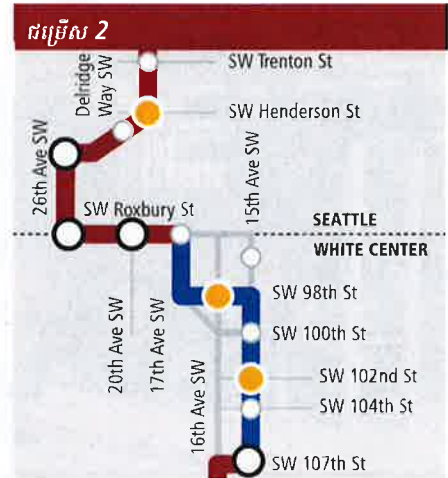 ជម្រើស 2
SW Trenton St
Delridge
Way SW
SW Henderson St
26th Ave SW
15th Ave SW
SW Roxbury St
SEATTLE
WHITE CENTER
SW 98th St
20th Ave SW
17th Ave SW
SW 100th St
16th Ave SW
SW 102nd St
SW 104th St
SW 107th St